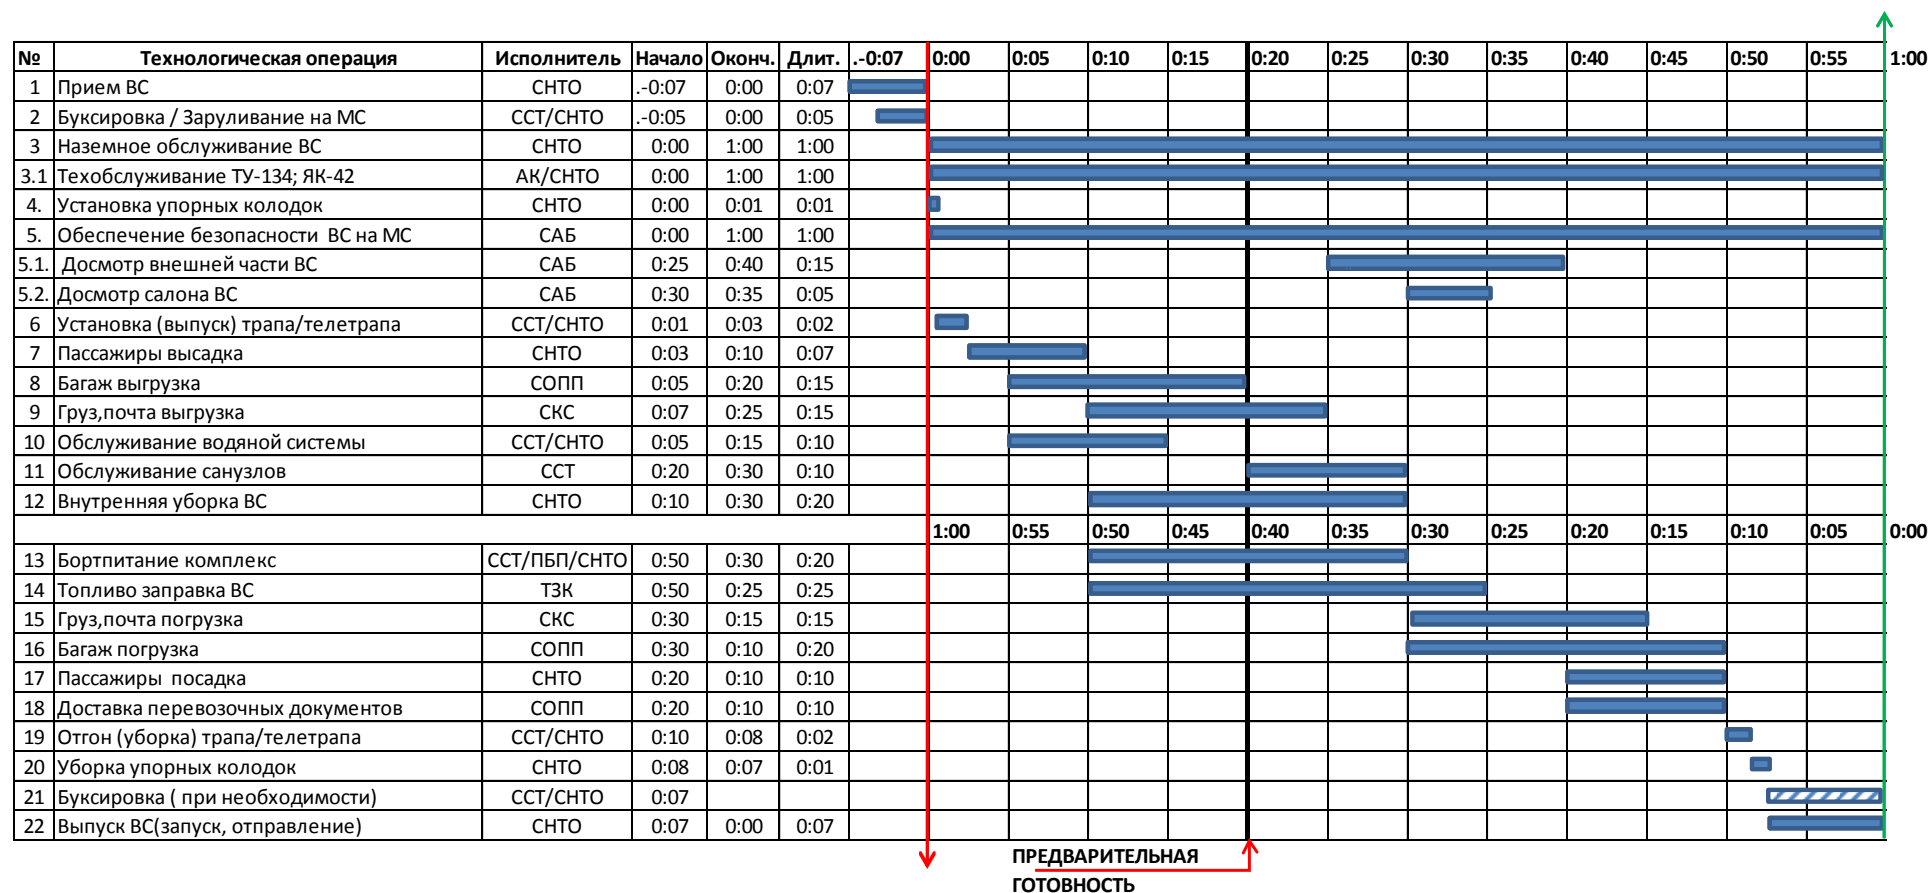 № Технологическая операция Исполнитель Начало Оконч. Длит. .-0:07 0:00 0:05 0:10 0:15 0:20 0:25 0:30 0:35 0:40 0:45 0:50 0:55 1:00
1 Прием ВС СНТО .-0:07 0:00 0:07
2 Буксировка / Заруливание на МС ССТ/СНТО .-0:05 0:00 0:05
3 Наземное обслуживание ВС СНТО 0:00 1:00 1:00
3.1 Техобслуживание ТУ-134; ЯК-42 АК/СНТО 0:00 1:00 1:00
4. Установка упорных колодок СНТО 0:00 0:01 0:01
5. Обеспечение безопасности ВС на МС САБ 0:00 1:00 1:00
5.1. Досмотр внешней части ВС САБ 0:25 0:40 0:15
5.2. Досмотр салона ВС САБ 0:30 0:35 0:05
6 Установка (выпуск) трапа/телетрапа ССТ/СНТО 0:01 0:03 0:02
7 Пассажиры высадка СНТО 0:03 0:10 0:07
8 Багаж выгрузка СОПП 0:05 0:20 0:15
9 Груз,почта выгрузка СКС 0:07 0:25 0:15
10 Обслуживание водяной системы ССТ/СНТО 0:05 0:15 0:10
11 Обслуживание санузлов ССТ 0:20 0:30 0:10
12 Внутренняя уборка ВС СНТО 0:10 0:30 0:20
1:00 0:55 0:50 0:45 0:40 0:35 0:30 0:25 0:20 0:15 0:10 0:05 0:00
13 Бортпитание комплекс ССТ/ПБП/СНТО 0:50 0:30 0:20
14 Топливо заправка ВС ТЗК 0:50 0:25 0:25
15 Груз,почта погрузка СКС 0:30 0:15 0:15
16 Багаж погрузка СОПП 0:30 0:10 0:20
17 Пассажиры посадка СНТО 0:20 0:10 0:10
18 Доставка перевозочных документов СОПП 0:20 0:10 0:10
19 Отгон (уборка) трапа/телетрапа ССТ/СНТО 0:10 0:08 0:02
20 Уборка упорных колодок СНТО 0:08 0:07 0:01
21 Буксировка ( при необходимости) ССТ/СНТО 0:07
22 Выпуск ВС(запуск, отправление) СНТО 0:07 0:00 0:07
ПРЕДВАРИТЕЛЬНАЯ
ГОТОВНОСТЬ